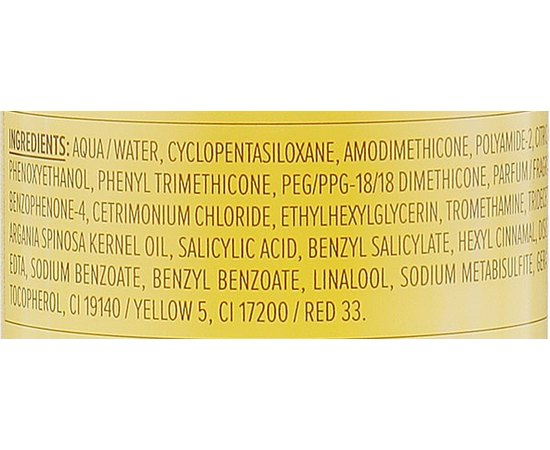 INGREDIENTS: AQUA/WATER, CYCLOPENTASILOXANE, AMODIMETHICONE, POLYAMIDE-2,
PHENOXYETHANOL, PHENYL TRIMETHICONE, PEG/PPG-18/18 DIMETHICONE, PARFUM/
BENZOPHENONE-4, CETRIMONIUM CHLORIDE, ETHYLHEXYLGLYCERIN, TROMETHAMINE,
ARGANIA SPINOSA KERNEL OIL, SALICYLIC ACID, BENZYL SALICYLATE, HEXYL CINNAMAL,
EDTA, SODIUM BENZOATE, BENZYL BENZOATE, LINALOOL, SODIUM METABISULFITE,
TOCOPHEROL, CI 19140 / YELLOW 5, CI 17200 / RED 33.